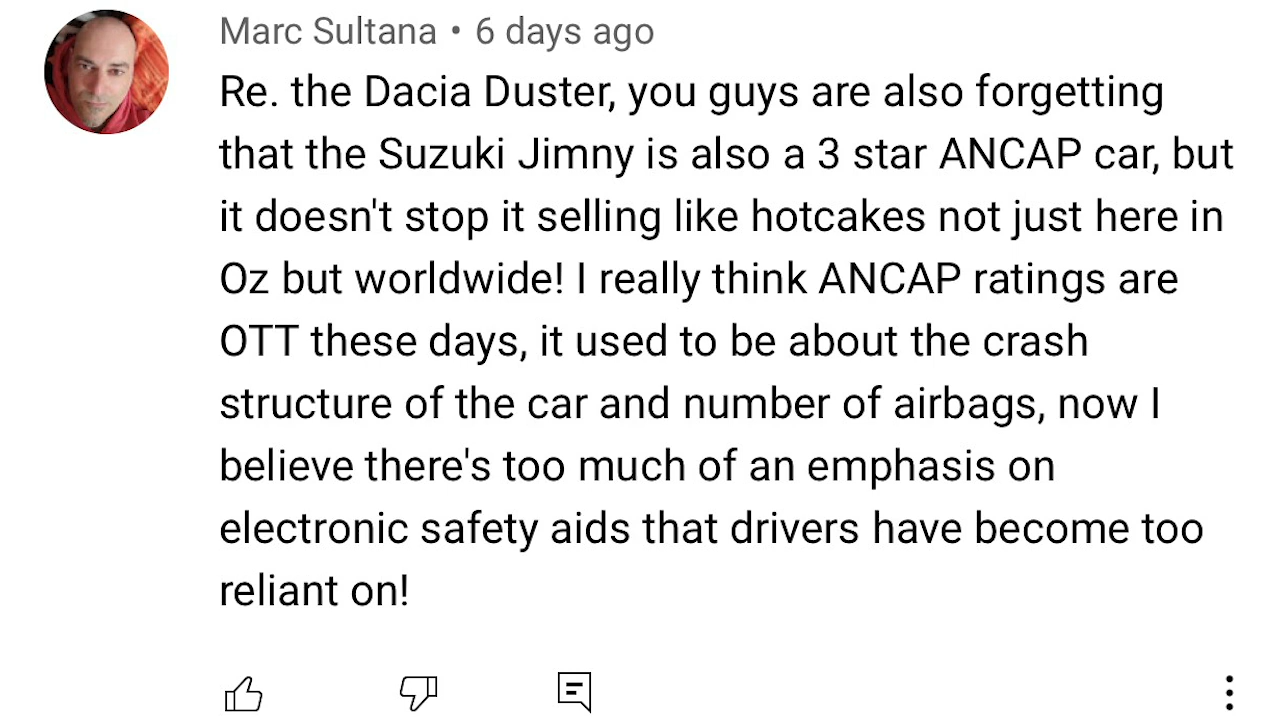 Marc Sultana • 6 days ago
Re. the Dacia Duster, you guys are also forgetting
that the Suzuki Jimny is also a 3 star ANCAP car, but
it doesn't stop it selling like hotcakes not just here in
Oz but worldwide! I really think ANCAP ratings are
OTT these days, it used to be about the crash
structure of the car and number of airbags, now I
believe there's too much of an emphasis on
electronic safety aids that drivers have become too
reliant on!